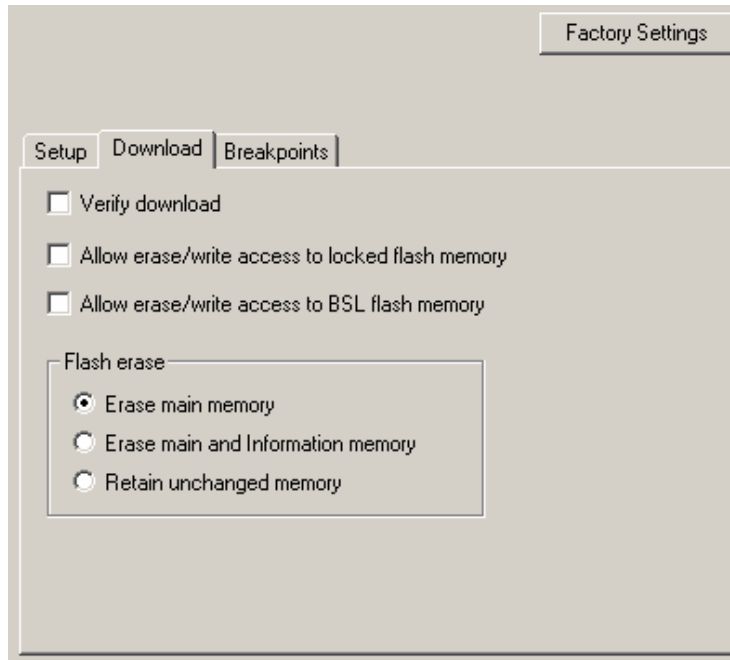 Factory Settings
Setup Download Breakpoints
Verify download
Allow erase/write access to locked flash memory
Allow erase/write access to BSL flash memory
Flash erase
Erase main memory
Erase main and Information memory
Retain unchanged memory